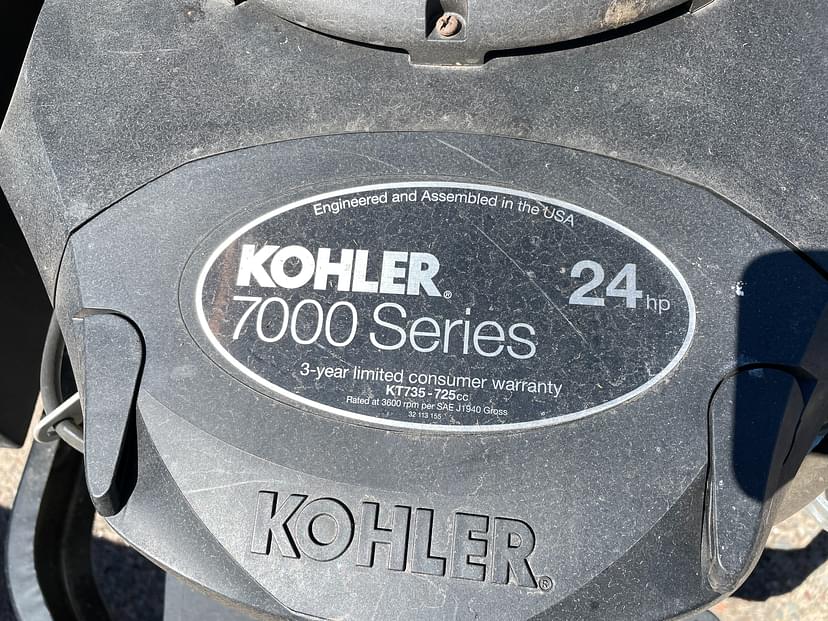 Engineered and Assembled in the USA
KOHLER®
24 hp
7000 Series
3-year limited consumer warranty
KT735-725cc
Rated at 3600 rpm per SAE J1940 Gross
32 113 155
KOHLER®